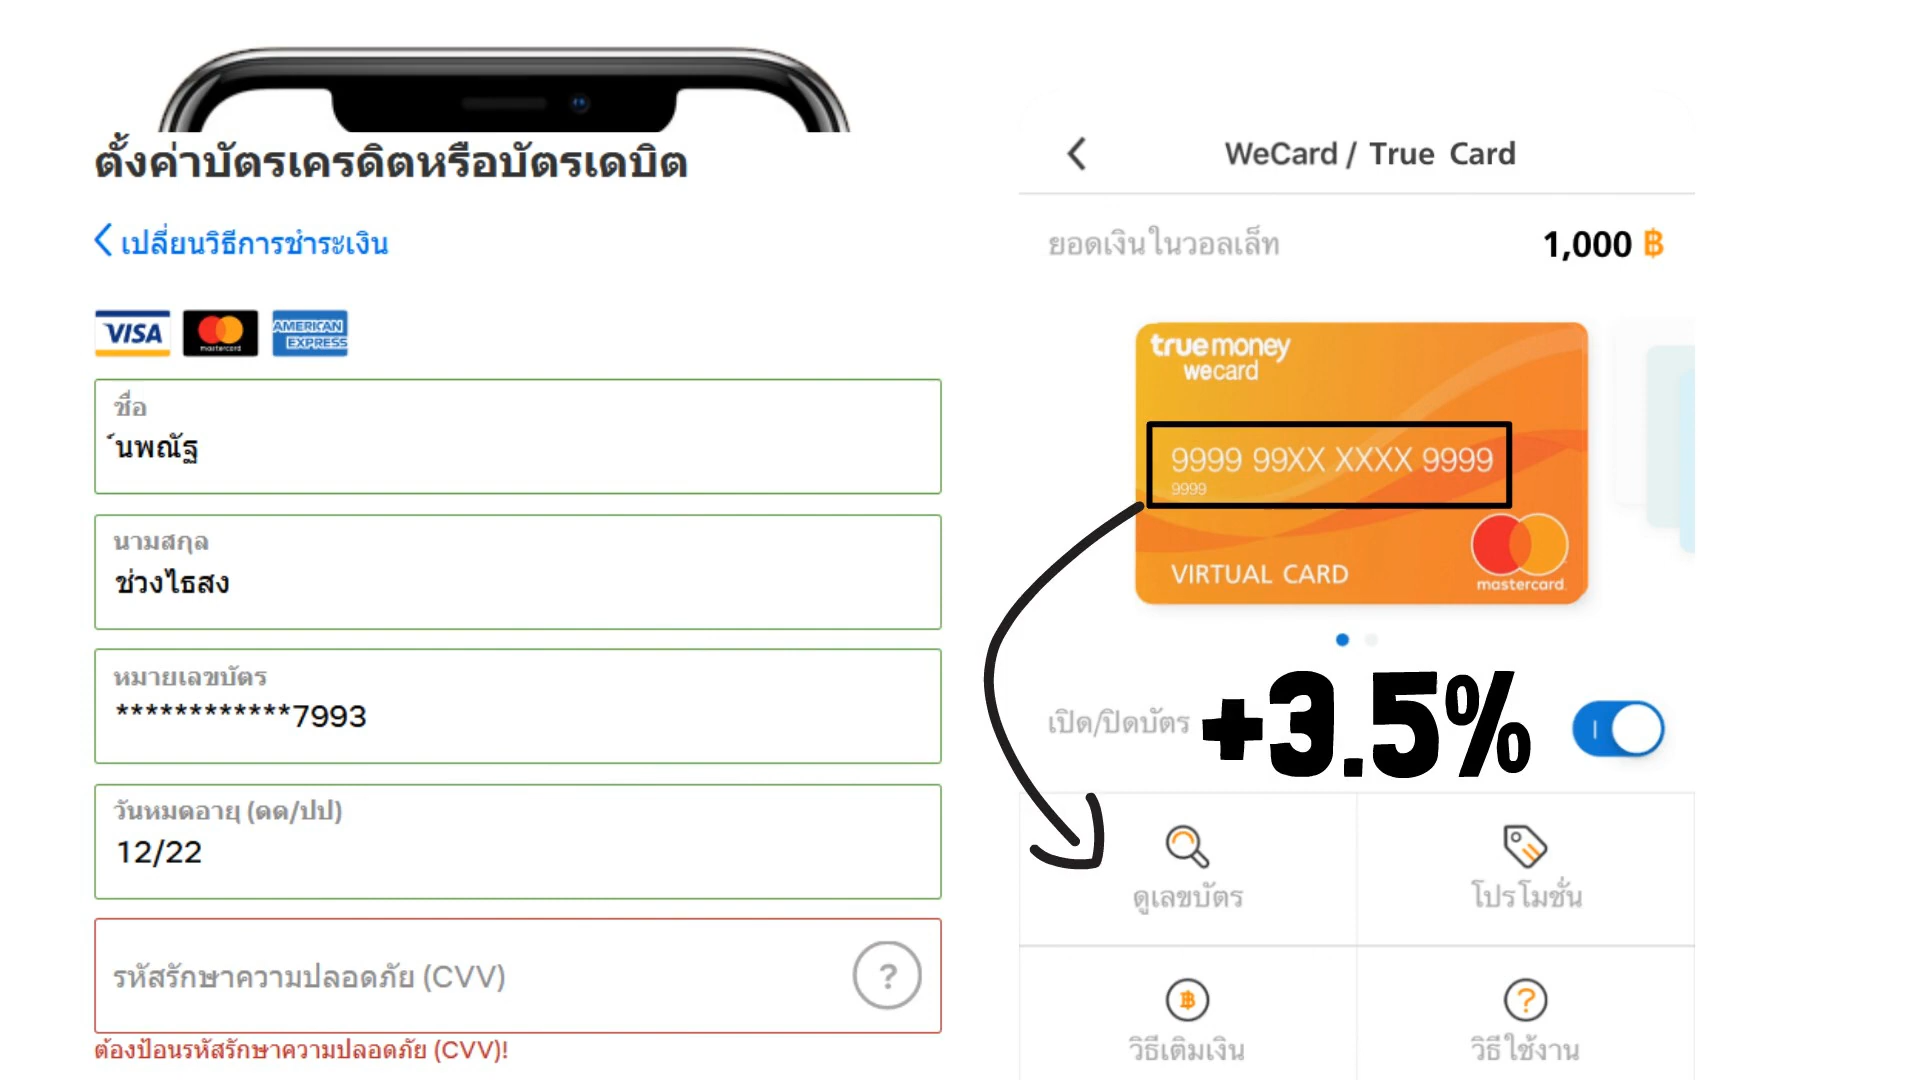 ตั้งค่าบัตรเครดิตหรือบัตรเดบิต
เปลี่ยนวิธีการชำระเงิน
VISA
mastercard
AMERICAN
EXPRESS
ชื่อ
์นพณัฐ
นามสกุล
ช่วงไธสง
หมายเลขบัตร
************7993
วันหมดอายุ (ดด/ปป)
12/22
รหัสรักษาความปลอดภัย (CVV)
?
ต้องป้อนรหัสรักษาความปลอดภัย (CVV)!
WeCard / True Card
ยอดเงินในวอลเล็ท
1,000 ฿
truemoney
wecard
9999 99XX XXXX 9999
9999
VIRTUAL CARD
mastercard.
เปิด/ปิดบัตร
+3.5%
ดูเลขบัตร
โปรโมชั่น
฿
?
วิธีเติมเงิน
วิธีใช้งาน